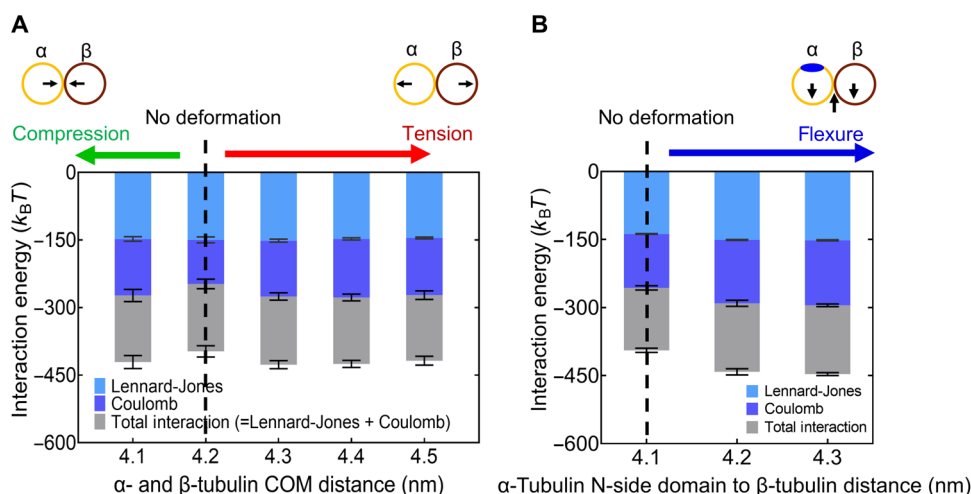 A
α β
α β
No deformation
Compression
Tension
Interaction energy (kBT)
0
−150
−300
−450
−600
Lennard-Jones
Coulomb
Total interaction (=Lennard-Jones + Coulomb)
4.1 4.2 4.3 4.4 4.5
α- and β-tubulin COM distance (nm)
B
α β
No deformation
Flexure
Interaction energy (kBT)
0
−150
−300
−450
−600
Lennard-Jones
Coulomb
Total interaction
4.1 4.2 4.3
α-Tubulin N-side domain to β-tubulin distance (nm)